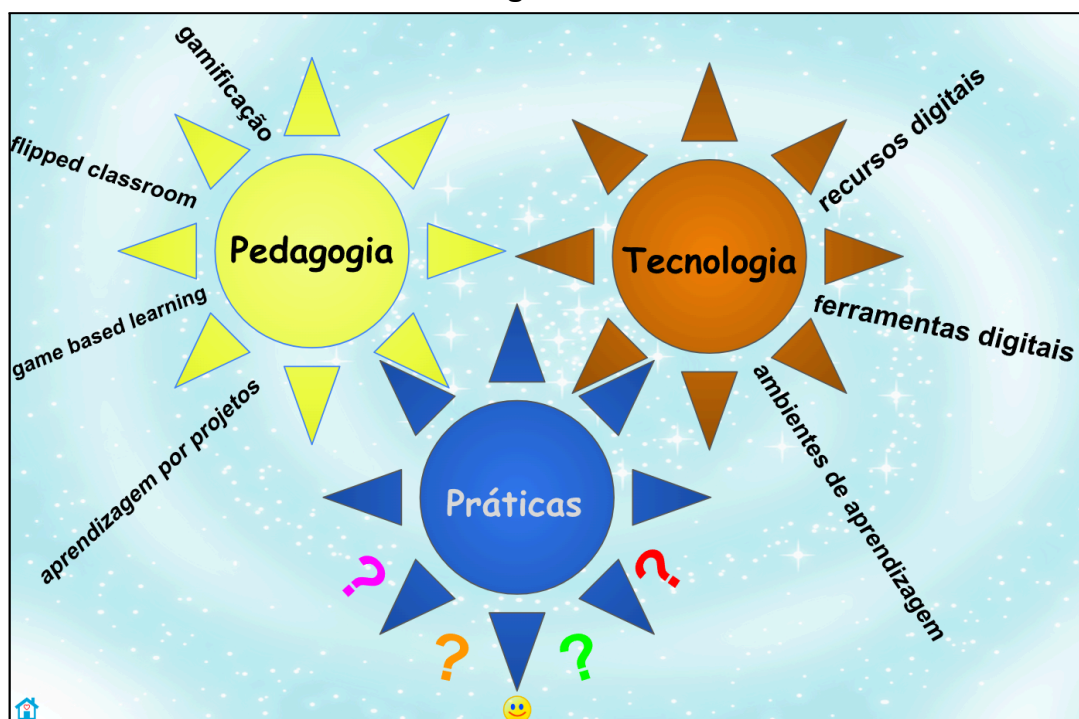 gamificação
flipped classroom
game based learning
aprendizagem por projetos
Pedagogia
Tecnologia
recursos digitais
ferramentas digitais
ambientes de aprendizagem
Práticas
?
?
?
?